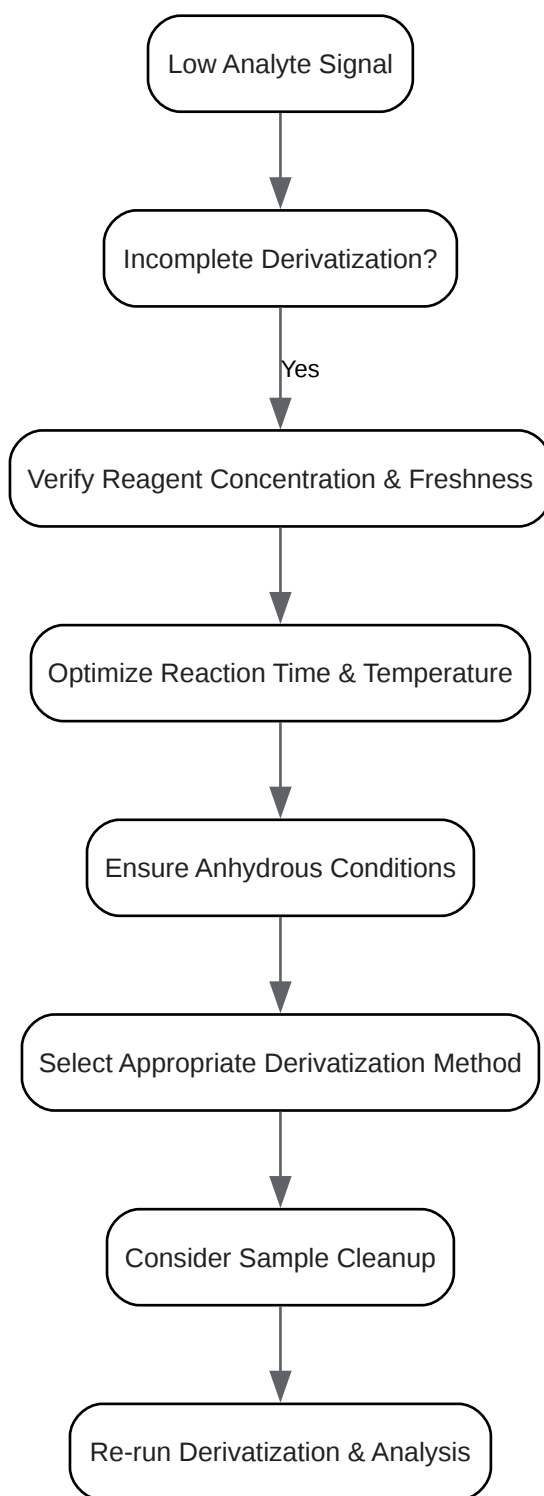 Low Analyte Signal
Incomplete Derivatization?
Yes
Verify Reagent Concentration & Freshness
Optimize Reaction Time & Temperature
Ensure Anhydrous Conditions
Select Appropriate Derivatization Method
Consider Sample Cleanup
Re-run Derivatization & Analysis